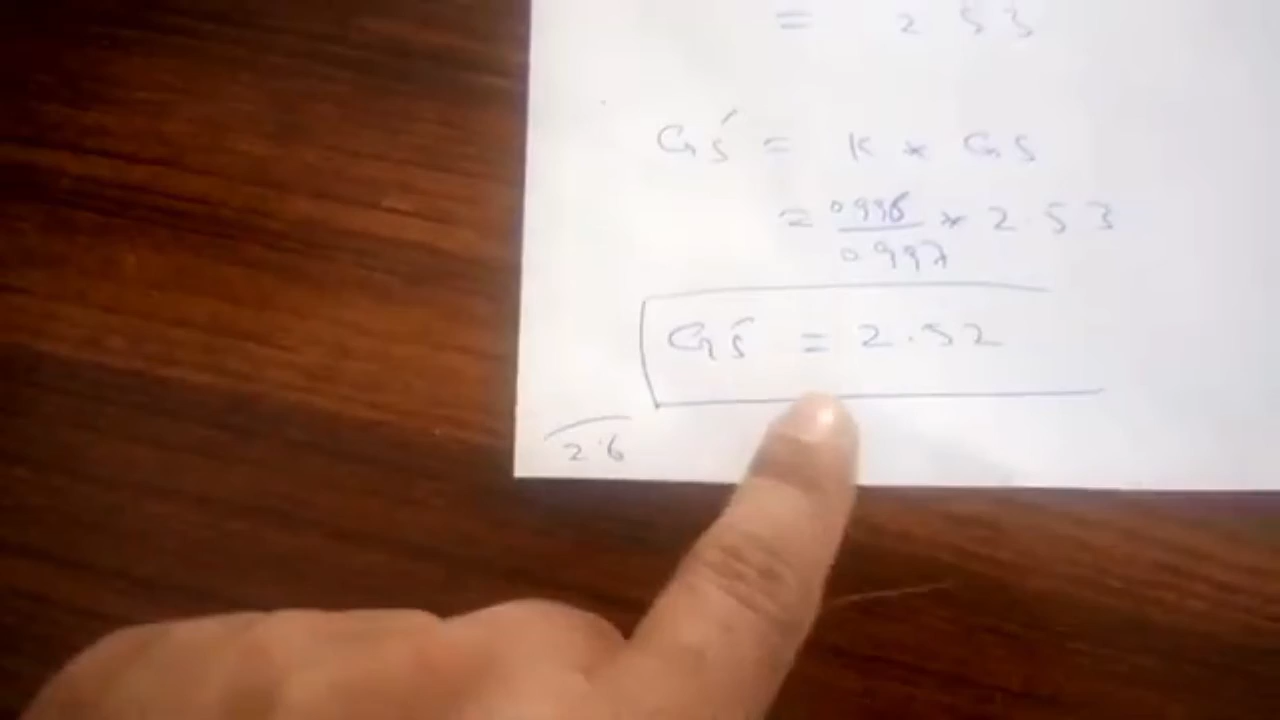 = 2 53
Gs' = K * Gs
= 0.996 / 0.997 * 2.53
Gs' = 2.52
2.6